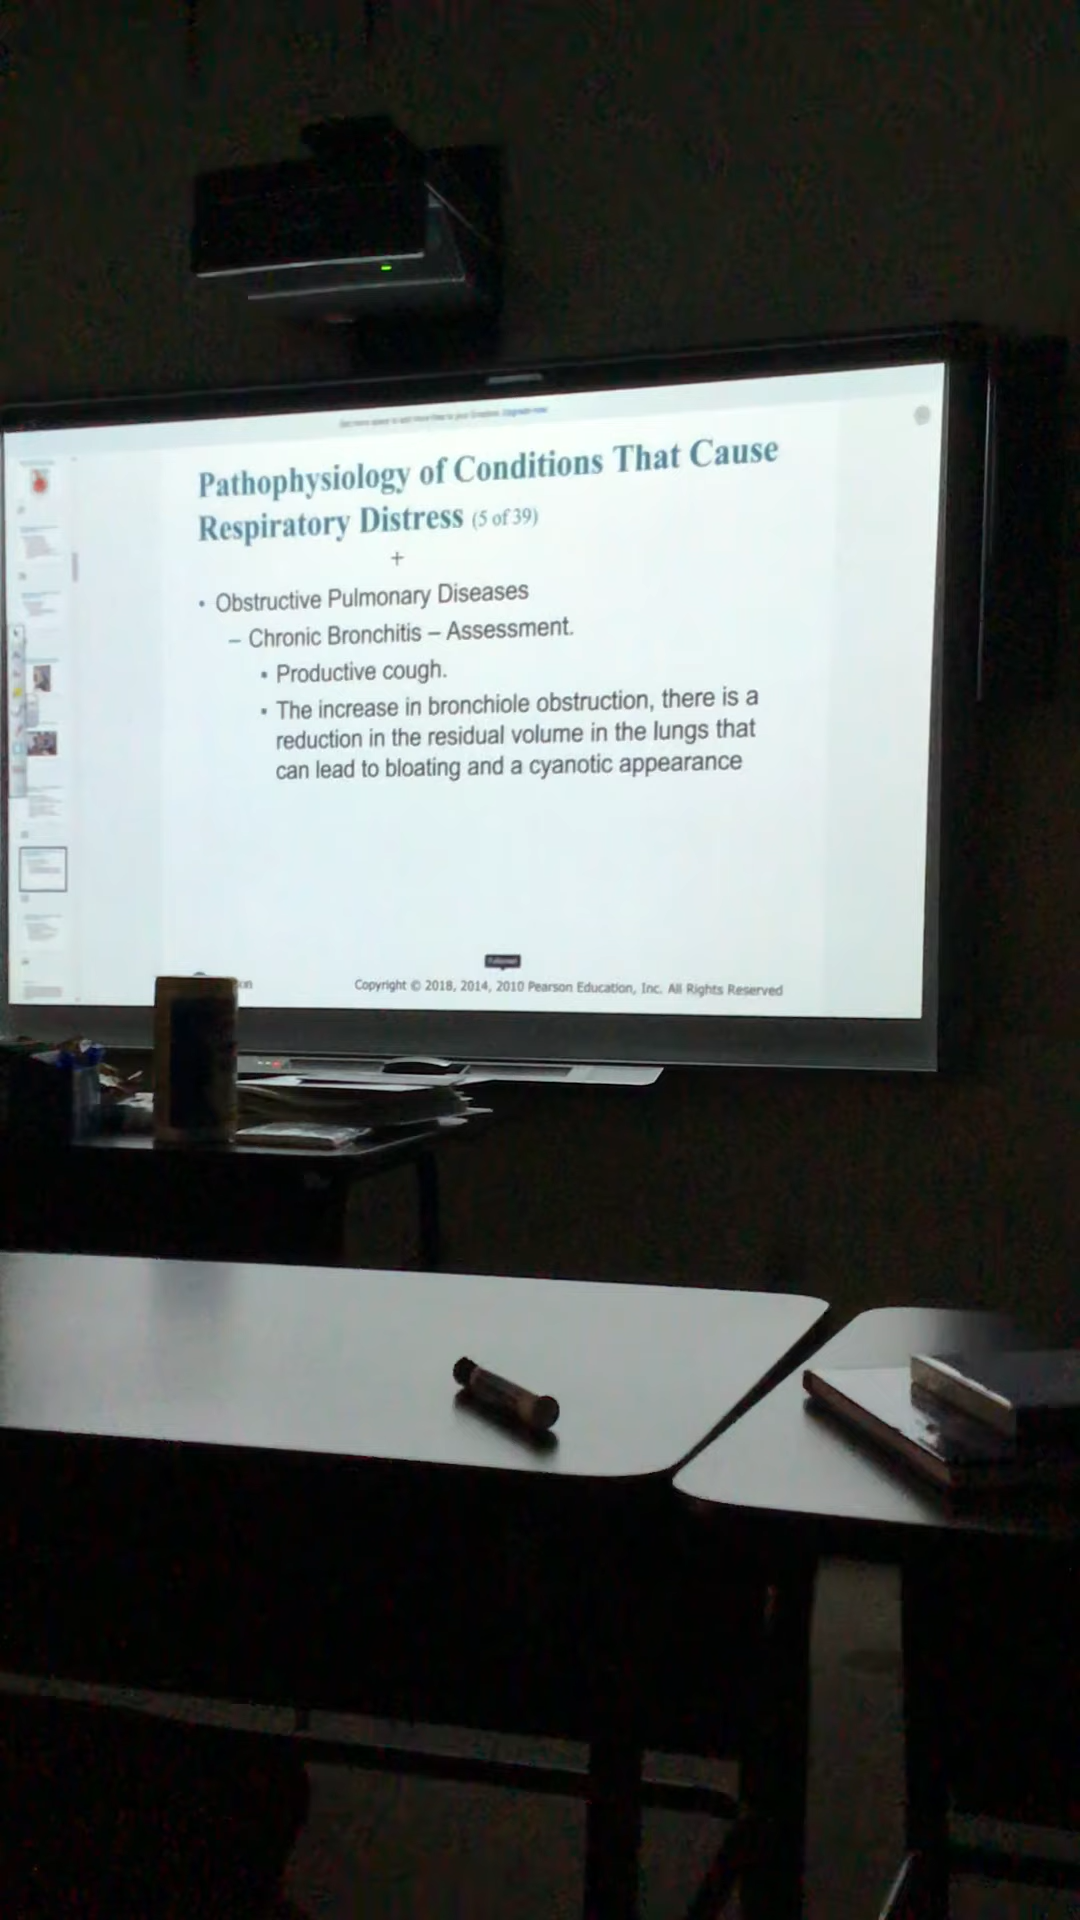 Pathophysiology of Conditions That Cause
Respiratory Distress (5 of 39)
• Obstructive Pulmonary Diseases
– Chronic Bronchitis – Assessment.
• Productive cough.
• The increase in bronchiole obstruction, there is a
reduction in the residual volume in the lungs that
can lead to bloating and a cyanotic appearance
Copyright © 2018, 2014, 2010 Pearson Education, Inc. All Rights Reserved